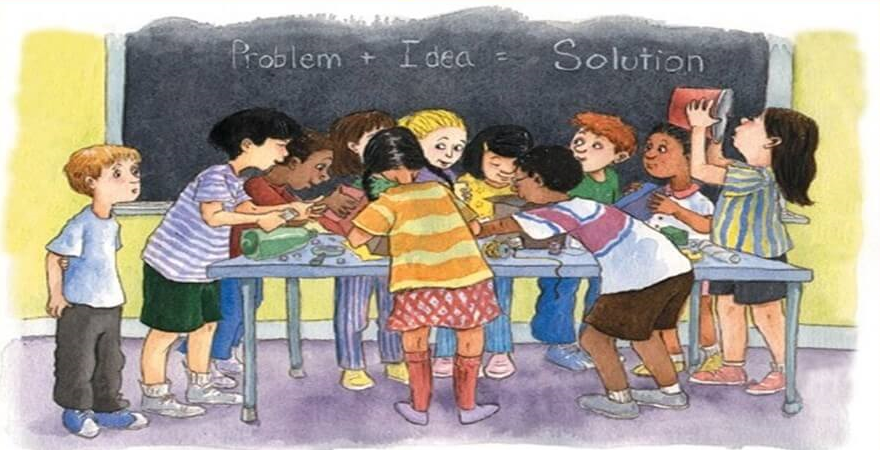 Problem + Idea = Solution